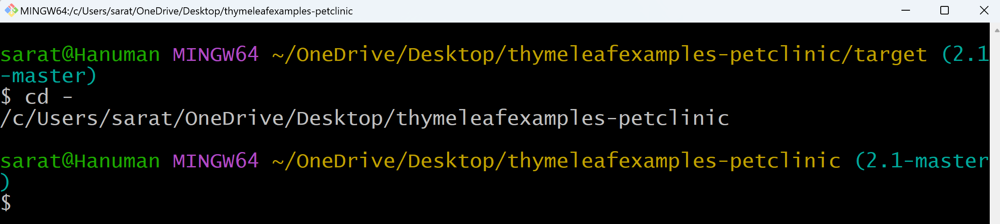 MINGW64:/c/Users/sarat/OneDrive/Desktop/thymeleafexamples-petclinic
sarat@Hanuman MINGW64 ~/OneDrive/Desktop/thymeleafexamples-petclinic/target (2.1
-master)
$ cd -
/c/Users/sarat/OneDrive/Desktop/thymeleafexamples-petclinic
sarat@Hanuman MINGW64 ~/OneDrive/Desktop/thymeleafexamples-petclinic (2.1-master
)
$